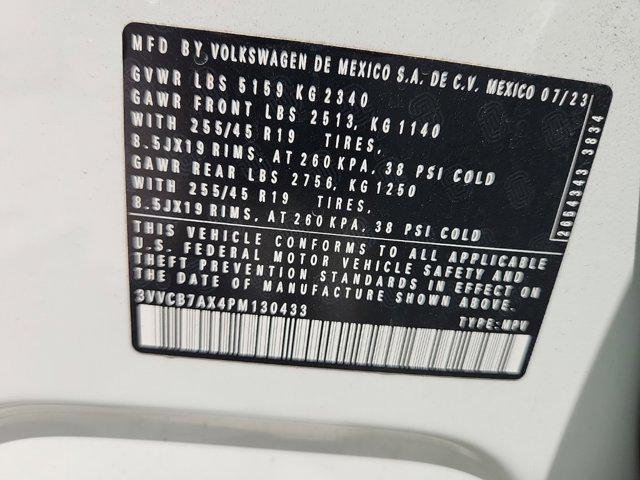 MFD BY VOLKSWAGEN DE MEXICO S.A. DE C.V. MEXICO 07/23
GVWR LBS 5159 KG 2340
GAWR FRONT LBS 2513, KG 1140
WITH 255/45 R19 TIRES,
8.5JX19 RIMS, AT 260 KPA, 38 PSI COLD
GAWR REAR LBS 2756, KG 1250
WITH 255/45 R19 TIRES,
8.5JX19 RIMS, AT 260 KPA, 38 PSI COLD
THIS VEHICLE CONFORMS TO ALL APPLICABLE
U.S. FEDERAL MOTOR VEHICLE SAFETY AND
THEFT PREVENTION STANDARDS IN EFFECT ON
THE DATE OF MANUFACTURE SHOWN ABOVE.
3VVCB7AX4PM130433
TYPE:MPV
2664343 3834